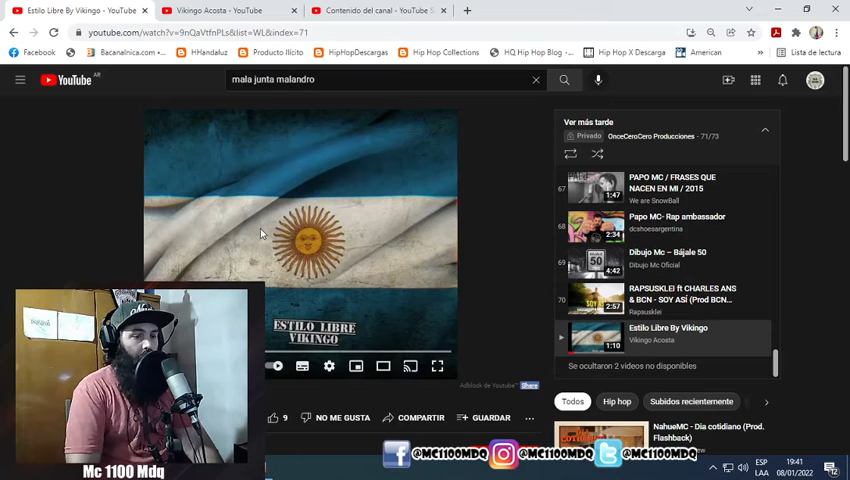 Estilo Libre By Vikingo - YouTube
Vikingo Acosta - YouTube
Contenido del canal - YouTube S
youtube.com/watch?v=9nQaVtfnPLs&list=WL&index=71
Facebook
Bacanalnica.com
HHandaluz
Producto Ilícito
HipHopDescargas
Hip Hop Collections
HQ Hip Hop Blog -...
Hip Hop X Descarga
American
Lista de lectura
YouTube AR
mala junta malandro
Ver más tarde
Privado OnceCeroCero Producciones - 71/73
67 PAPO MC / FRASES QUE
NACEN EN MI / 2015
1:47
We are SnowBall
68 Papo MC- Rap ambassador
2:34
dcshoesargentina
69 Dibujo Mc – Bájale 50
4:42
Dibujo Mc Oficial
70 RAPSUSKLEI ft CHARLES ANS
& BCN - SOY ASÍ (Prod BCN...
2:57
Rapsusklei
Estilo Libre By Vikingo
1:10
Vikingo Acosta
Se ocultaron 2 videos no disponibles
ESTILO LIBRE
VIKINGO
Adblock de Youtube™ Share
9 NO ME GUSTA COMPARTIR GUARDAR ...
Todos Hip hop Subidos recientemente
NahueMC - Dia cotidiano (Prod.
Flashback)
Mc 1100 Mdq
@MC1100MDQ @MC1100MDQ @MC1100MDQ
ESP
LAA
19:41
08/01/2022
12